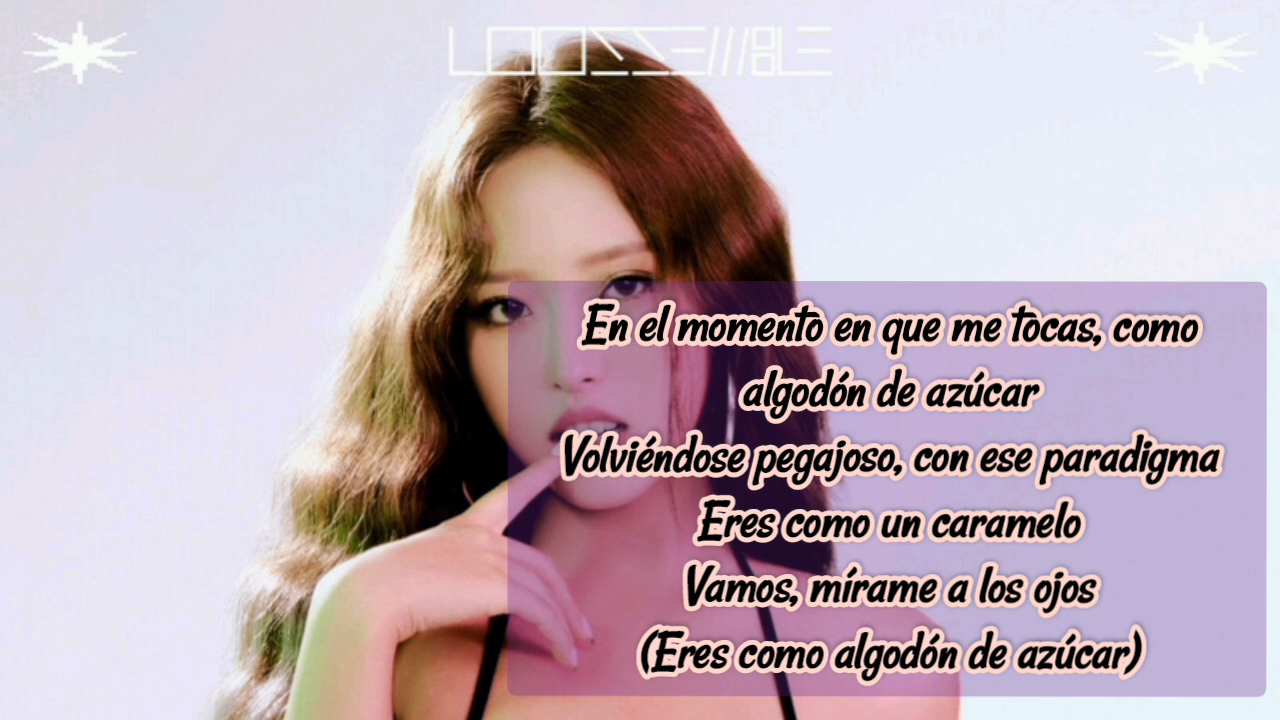 LOOSSEMBLE
En el momento en que me tocas, como
algodón de azúcar
Volviéndose pegajoso, con ese paradigma
Eres como un caramelo
Vamos, mírame a los ojos
(Eres como algodón de azúcar)